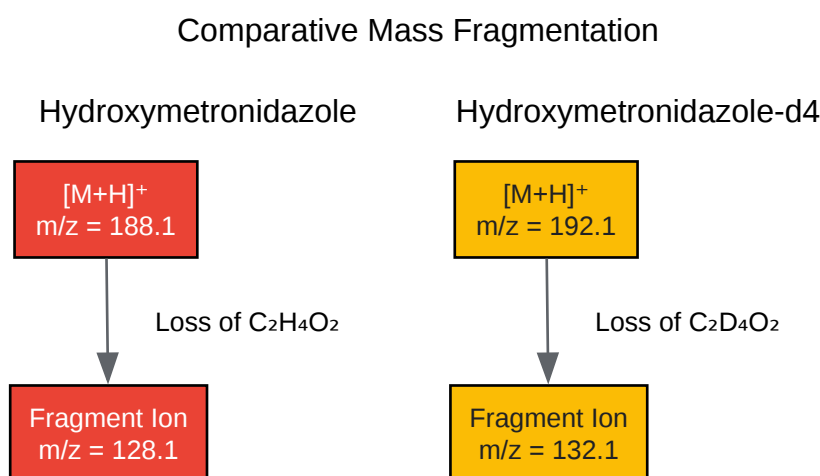 Comparative Mass Fragmentation
Hydroxymetronidazole
[M+H]⁺
m/z = 188.1
Loss of C₂H₄O₂
Fragment Ion
m/z = 128.1
Hydroxymetronidazole-d4
[M+H]⁺
m/z = 192.1
Loss of C₂D₄O₂
Fragment Ion
m/z = 132.1